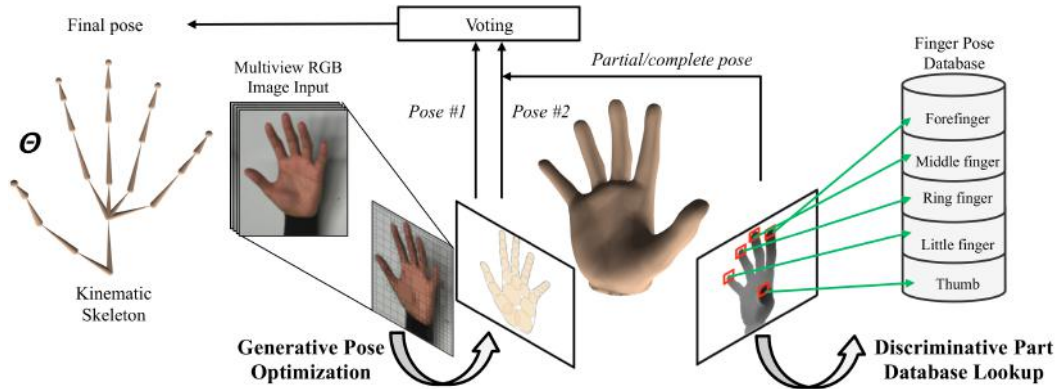 Final pose
Voting
Partial/complete pose
Finger Pose
Database
Multiview RGB
Image Input
Pose #1
Pose #2
Θ
Forefinger
Middle finger
Ring finger
Little finger
Thumb
Kinematic
Skeleton
Generative Pose
Optimization
Discriminative Part
Database Lookup